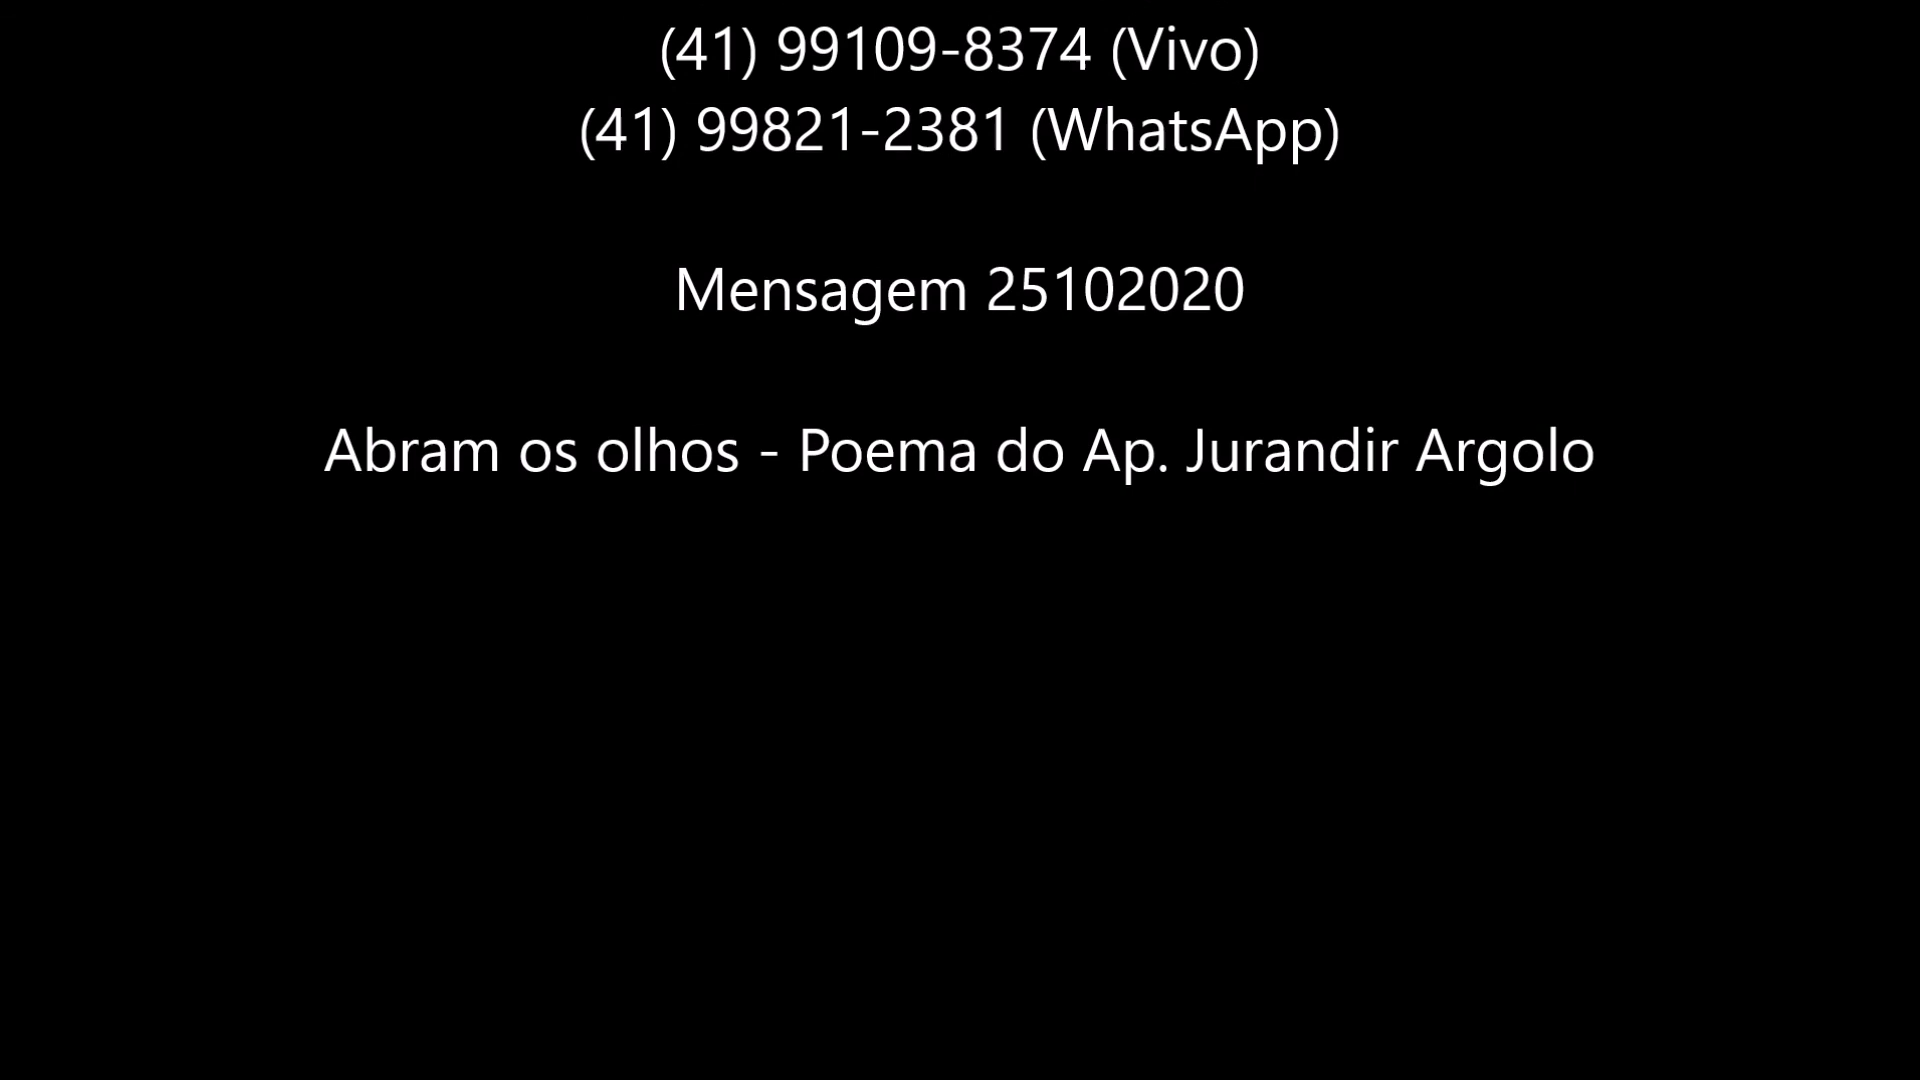 (41) 99109-8374 (Vivo)
(41) 99821-2381 (WhatsApp)
Mensagem 25102020
Abram os olhos - Poema do Ap. Jurandir Argolo